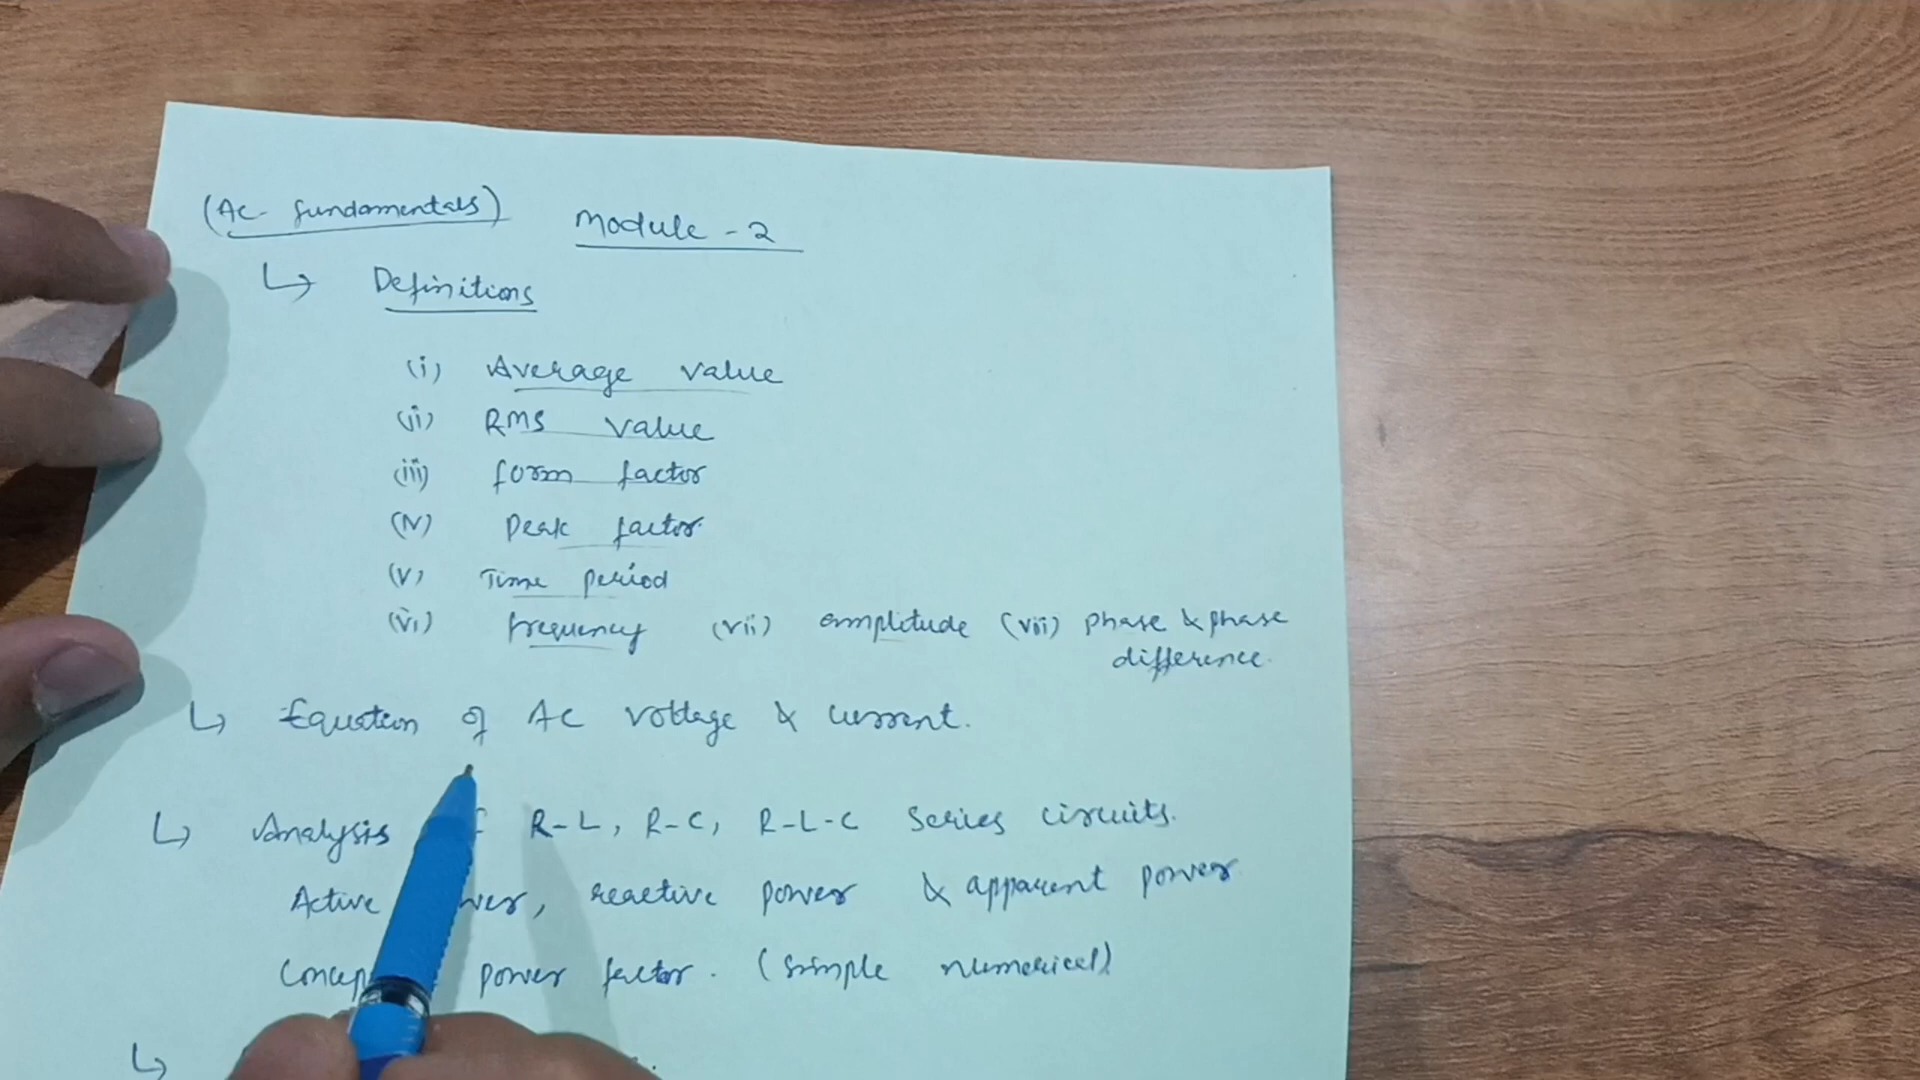 (AC- fundamentals) Module - 2
↳ Definitions
(i) Average value
(ii) RMS value
(iii) form factor
(iv) Peak factor
(v) Time period
(vi) frequency (vii) amplitude (viii) phase & phase
difference.
↳ Equation of AC voltage & current.
↳ Analysis R-L, R-C, R-L-C Series circuits.
Active reactive power & apparent power
power factor. (simple numerical)
↳